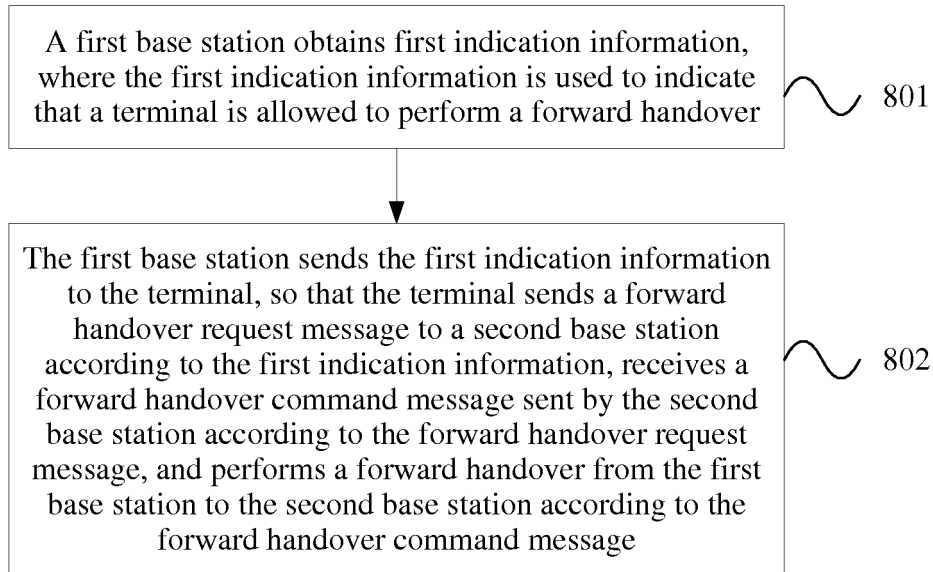 A first base station obtains first indication information,
where the first indication information is used to indicate
that a terminal is allowed to perform a forward handover
801
The first base station sends the first indication information
to the terminal, so that the terminal sends a forward
handover request message to a second base station
according to the first indication information, receives a
forward handover command message sent by the second
base station according to the forward handover request
message, and performs a forward handover from the first
base station to the second base station according to the
forward handover command message
802